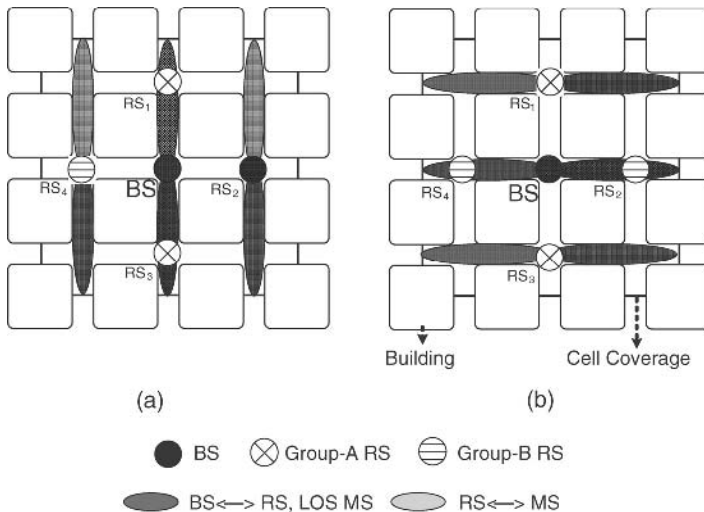 RS1
RS4
BS
RS2
RS3
RS1
RS4
BS
RS2
RS3
Building
Cell Coverage
(a)
(b)
BS
Group-A RS
Group-B RS
BS<--> RS, LOS MS
RS<--> MS